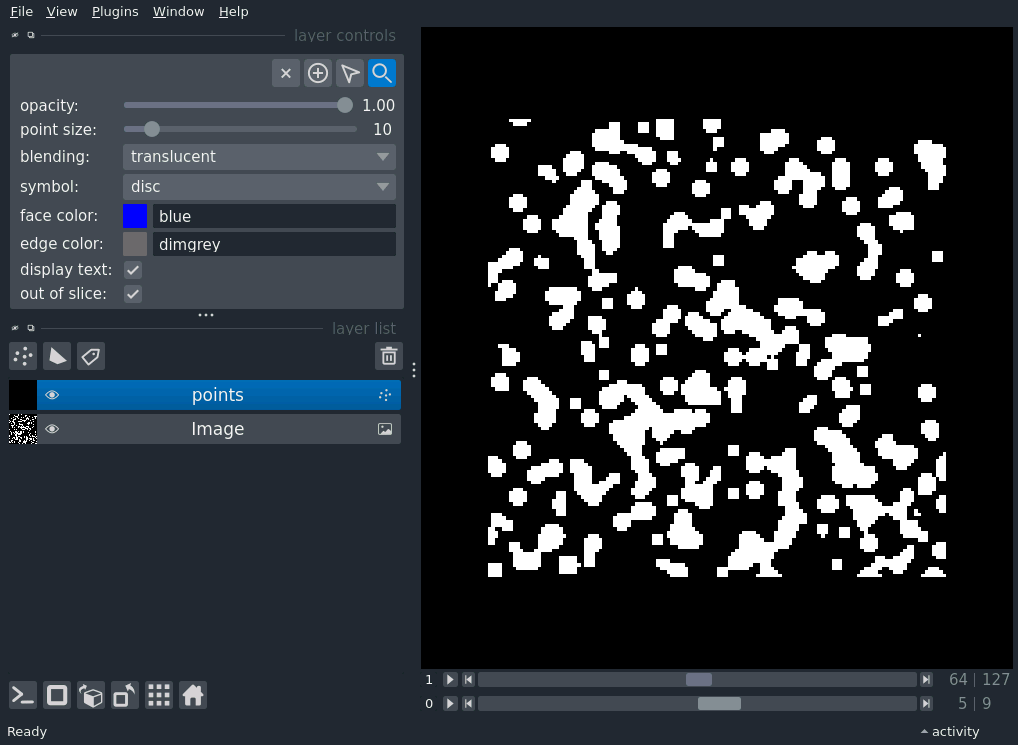 File View Plugins Window Help
layer controls
opacity: 1.00
point size: 10
blending: translucent
symbol: disc
face color: blue
edge color: dimgrey
display text:
out of slice:
layer list
points
Image
1 64 | 127
0 5 | 9
Ready activity